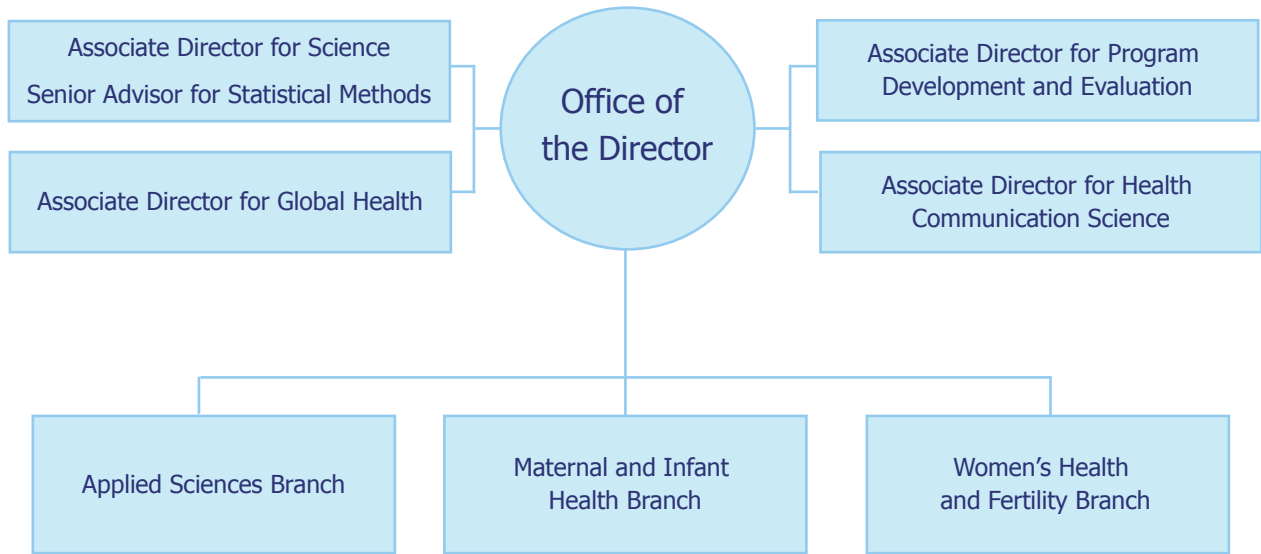 Associate Director for Science
Senior Advisor for Statistical Methods
Associate Director for Global Health
Office of
the Director
Associate Director for Program
Development and Evaluation
Associate Director for Health
Communication Science
Applied Sciences Branch
Maternal and Infant
Health Branch
Women’s Health
and Fertility Branch